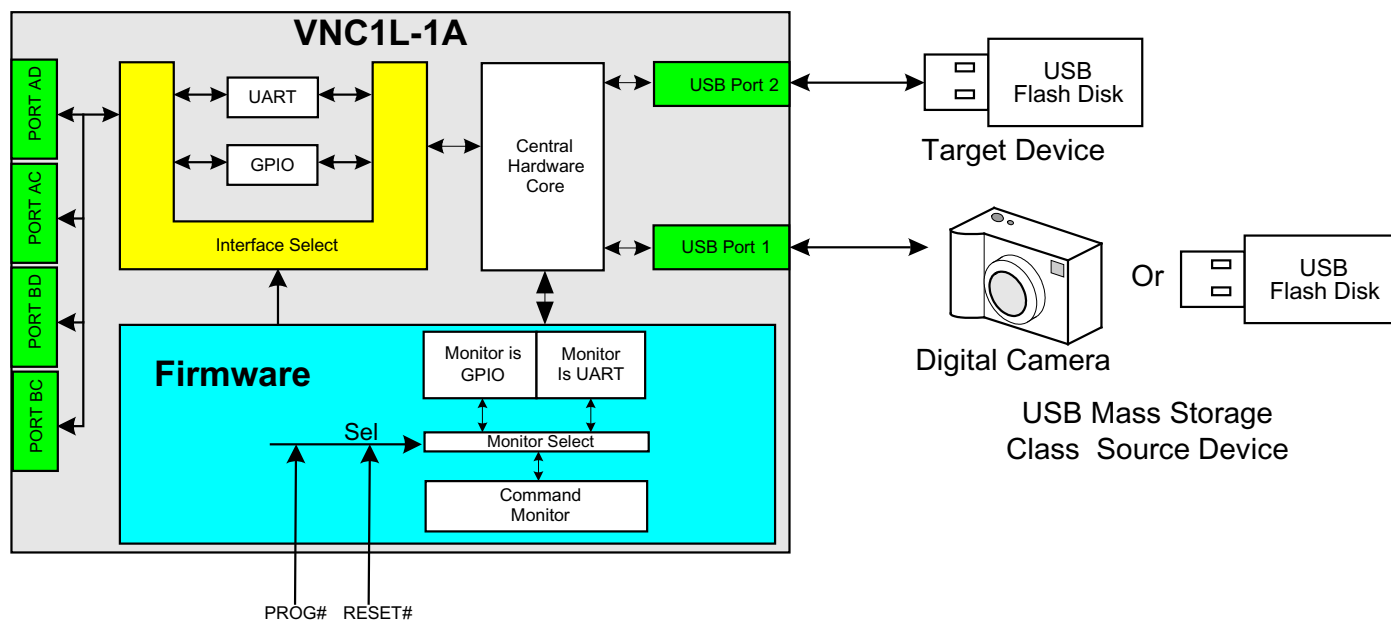 VNC1L-1A
PORT AD
PORT AC
PORT BD
PORT BC
UART
GPIO
Interface Select
Central
Hardware
Core
USB Port 2
USB Port 1
USB
Flash Disk
Target Device
Digital Camera
Or
USB
Flash Disk
USB Mass Storage
Class Source Device
Firmware
Monitor is
GPIO
Monitor
Is UART
Sel
Monitor Select
Command
Monitor
PROG#
RESET#